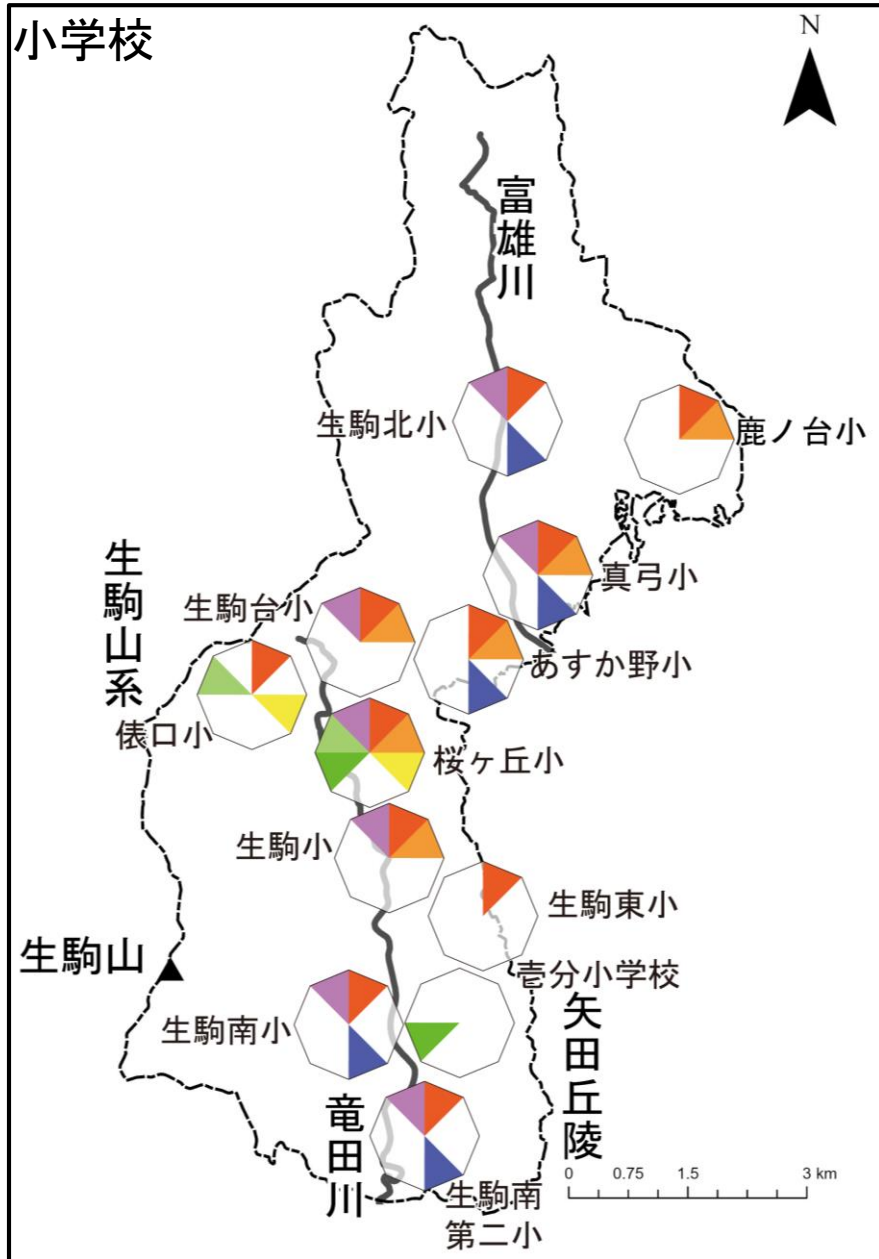 小学校
N
富雄川
生駒北小
鹿ノ台小
真弓小
生駒山系
生駒台小
あすか野小
俵口小
桜ヶ丘小
生駒小
生駒東小
生駒山
壱分小学校
生駒南小
矢田丘陵
竜田川
0 0.75 1.5 3 km
生駒南
第二小